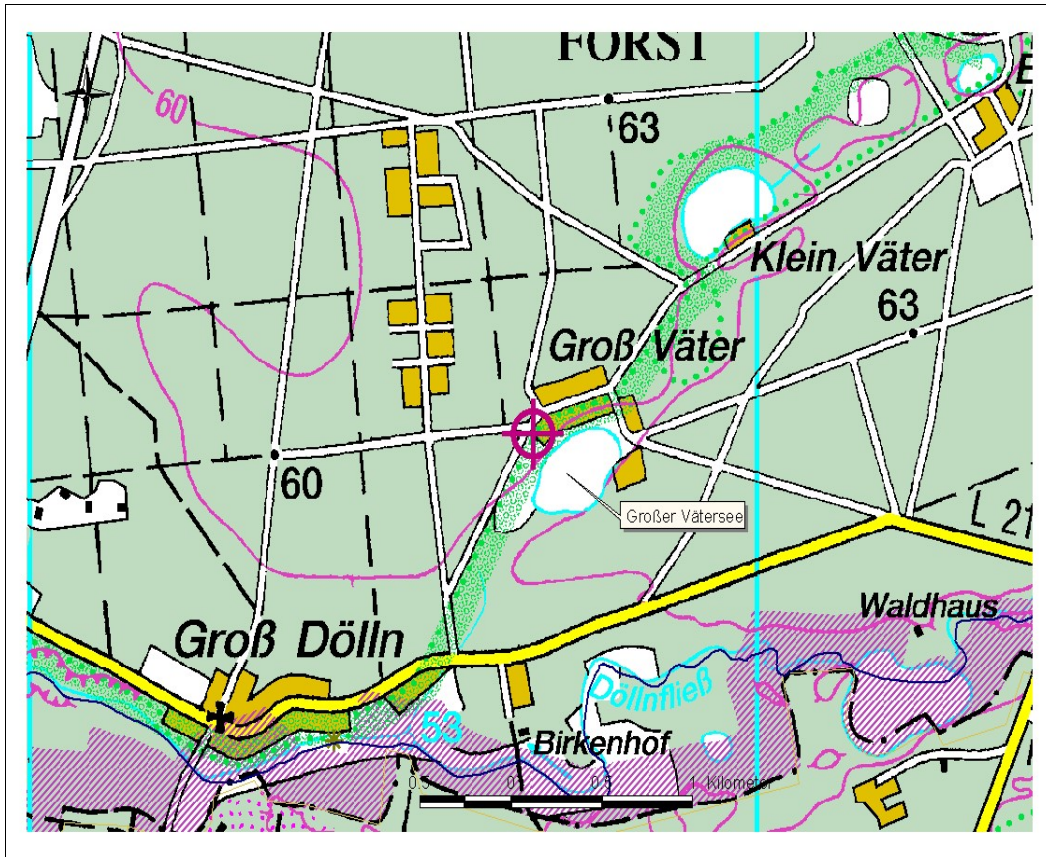 FORST
60
63
E
Klein Väter
63
Groß Väter
60
Großer Vätersee
L 21
Waldhaus
Groß Dölln
Döllnfließ
53
Birkenhof
0.5 0 0.5 1 Kilometer